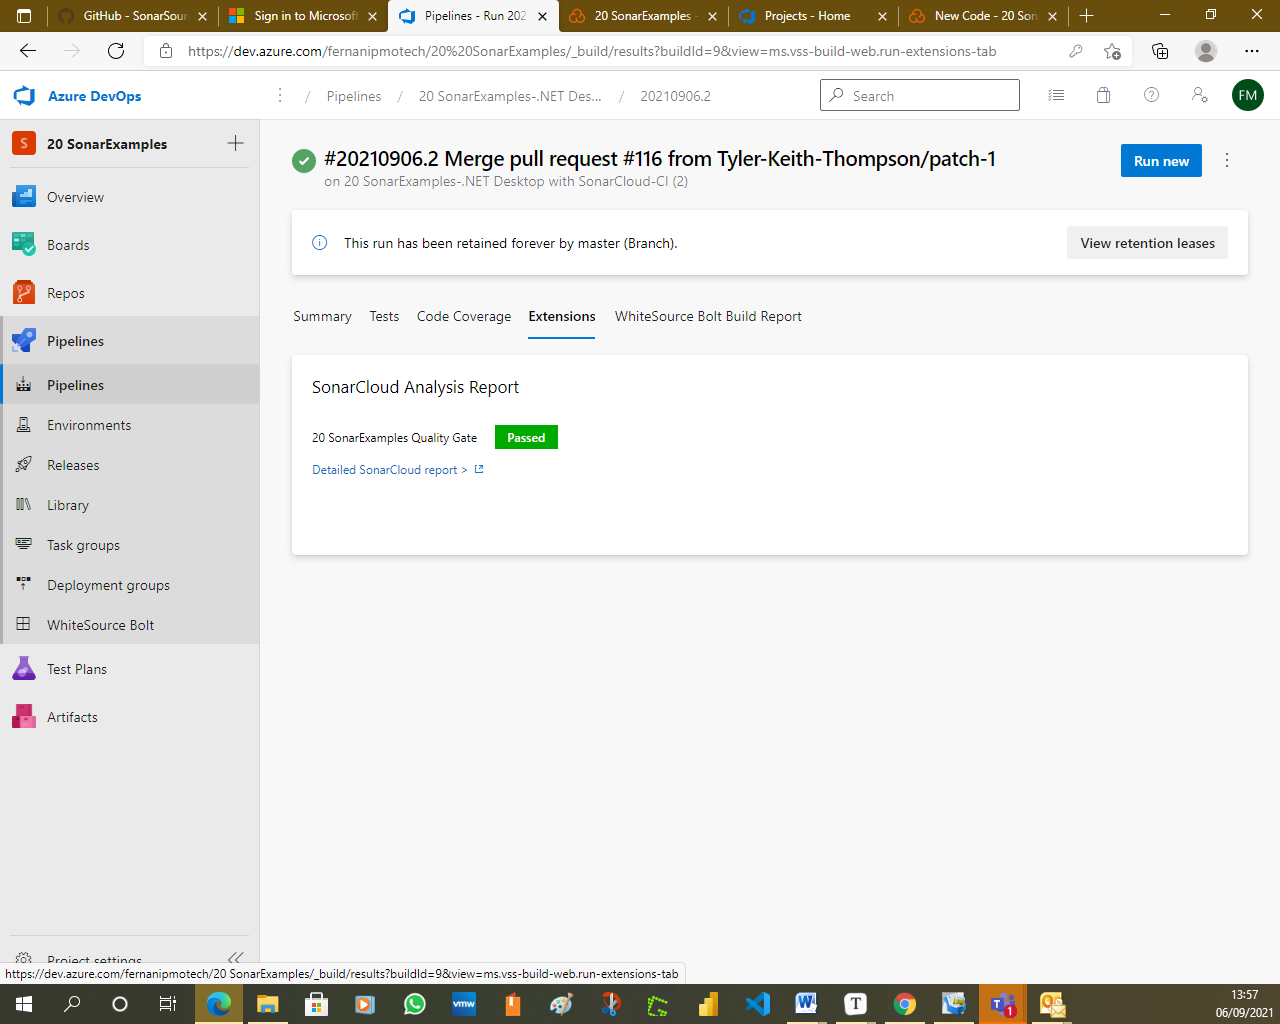 GitHub - SonarSour
Sign in to Microsoft
Pipelines - Run 202
20 SonarExamples -
Projects - Home
New Code - 20 Son
https://dev.azure.com/fernanipmotech/20%20SonarExamples/_build/results?buildId=9&view=ms.vss-build-web.run-extensions-tab
Azure DevOps
/ Pipelines / 20 SonarExamples-.NET Des... / 20210906.2
Search
FM
S 20 SonarExamples
Overview
Boards
Repos
Pipelines
Pipelines
Environments
Releases
Library
Task groups
Deployment groups
WhiteSource Bolt
Test Plans
Artifacts
Project settings
#20210906.2 Merge pull request #116 from Tyler-Keith-Thompson/patch-1
on 20 SonarExamples-.NET Desktop with SonarCloud-CI (2)
Run new
This run has been retained forever by master (Branch).
View retention leases
Summary Tests Code Coverage Extensions WhiteSource Bolt Build Report
SonarCloud Analysis Report
20 SonarExamples Quality Gate Passed
Detailed SonarCloud report >
https://dev.azure.com/fernanipmotech/20 SonarExamples/_build/results?buildId=9&view=ms.vss-build-web.run-extensions-tab
vmw
W
T
1
13:57
06/09/2021